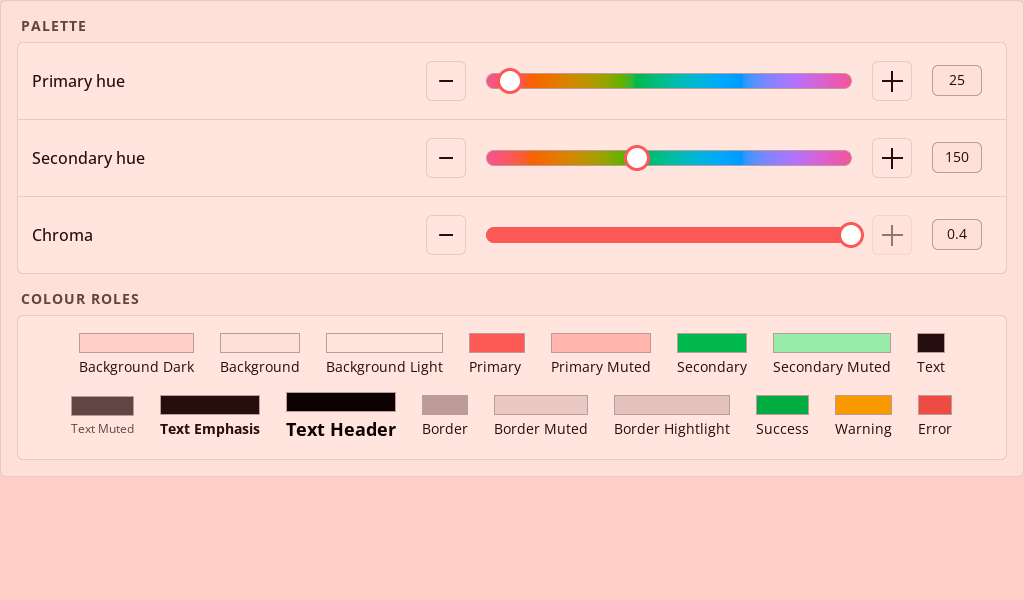 PALETTE
Primary hue
25
Secondary hue
150
Chroma
0.4
COLOUR ROLES
Background Dark Background Background Light Primary Primary Muted Secondary Secondary Muted Text
Text Muted Text Emphasis Text Header Border Border Muted Border Hightlight Success Warning Error